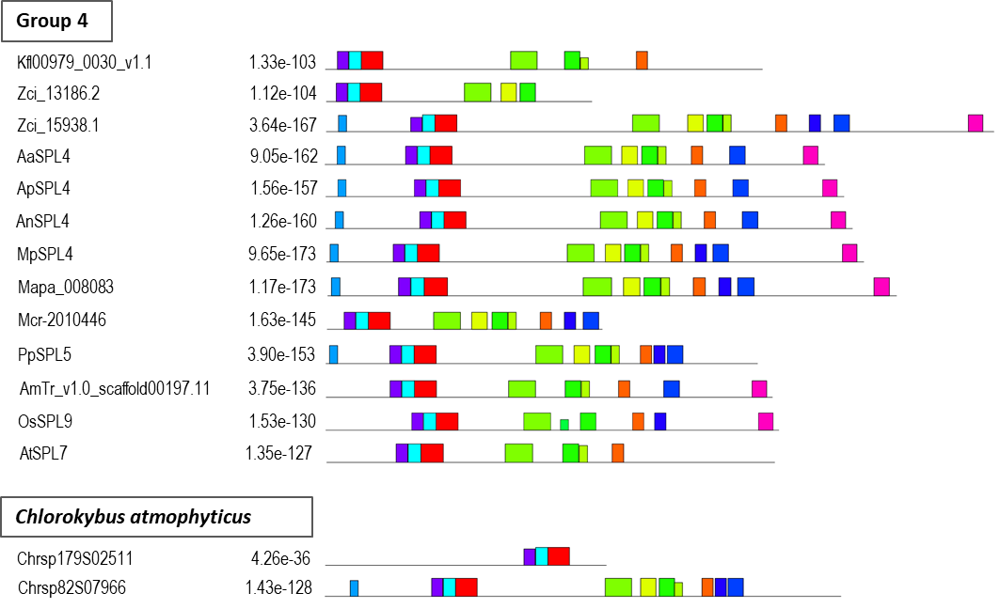 Group 4
Kfl00979_0030_v1.1 1.33e-103
Zci_13186.2 1.12e-104
Zci_15938.1 3.64e-167
AaSPL4 9.05e-162
ApSPL4 1.56e-157
AnSPL4 1.26e-160
MpSPL4 9.65e-173
Mapa_008083 1.17e-173
Mcr-2010446 1.63e-145
PpSPL5 3.90e-153
AmTr_v1.0_scaffold00197.11 3.75e-136
OsSPL9 1.53e-130
AtSPL7 1.35e-127
Chlorokybus atmophyticus
Chrsp179S02511 4.26e-36
Chrsp82S07966 1.43e-128